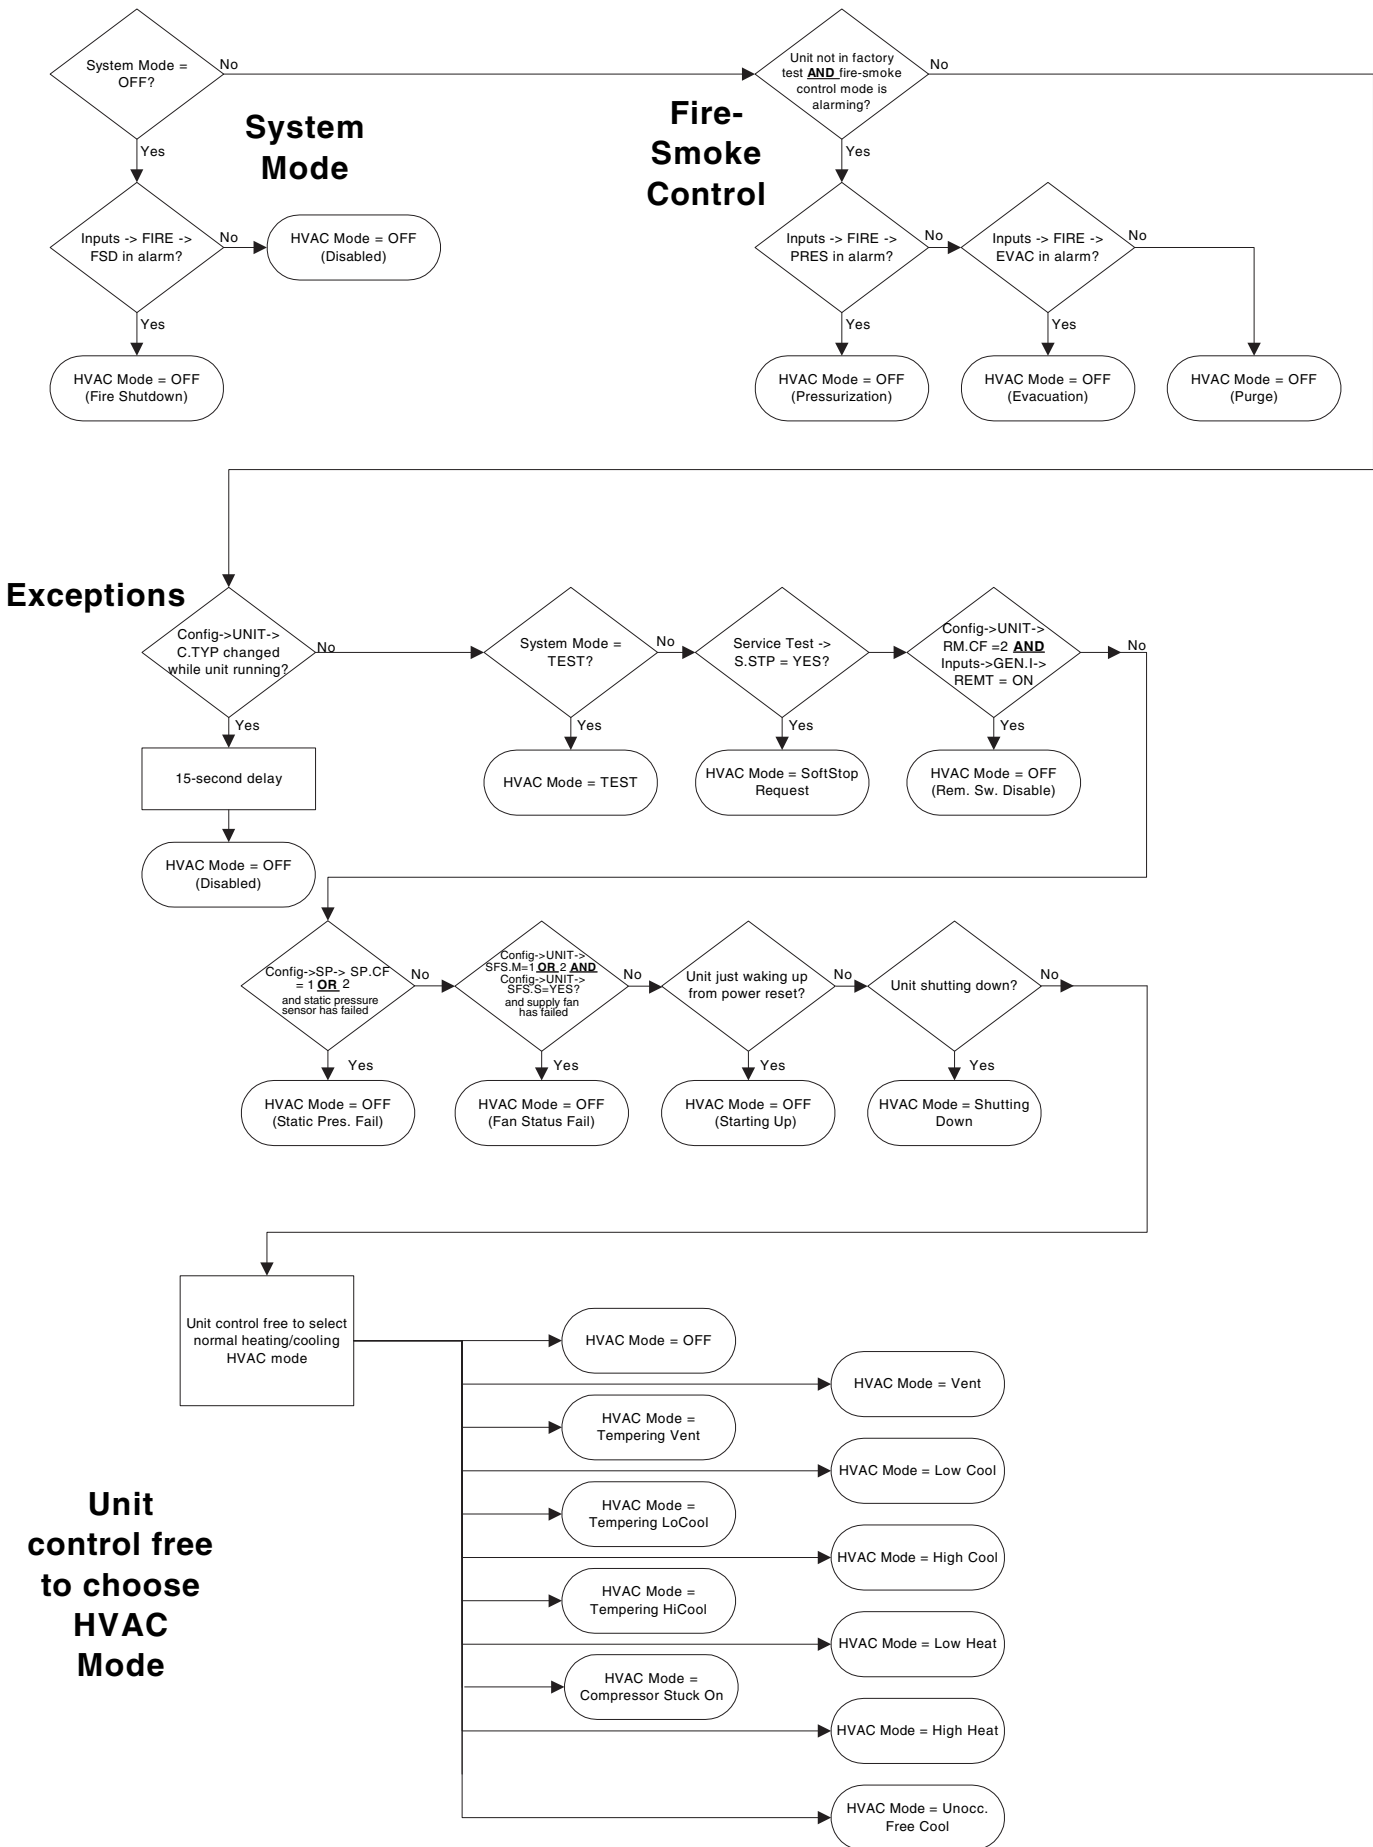 System Mode =
OFF?
No
Unit not in factory
test AND fire-smoke
control mode is
alarming?
No
System
Mode
Fire-
Smoke
Control
Yes
Yes
Inputs -> FIRE ->
FSD in alarm?
No
HVAC Mode = OFF
(Disabled)
Inputs -> FIRE ->
PRES in alarm?
No
Inputs -> FIRE ->
EVAC in alarm?
No
Yes
Yes
Yes
HVAC Mode = OFF
(Fire Shutdown)
HVAC Mode = OFF
(Pressurization)
HVAC Mode = OFF
(Evacuation)
HVAC Mode = OFF
(Purge)
Exceptions
Config->UNIT->
C.TYP changed
while unit running?
No
System Mode =
TEST?
No
Service Test ->
S.STP = YES?
No
Config->UNIT->
RM.CF =2 AND
Inputs->GEN.I->
REMT = ON
No
Yes
Yes
Yes
Yes
15-second delay
HVAC Mode = TEST
HVAC Mode = SoftStop
Request
HVAC Mode = OFF
(Rem. Sw. Disable)
HVAC Mode = OFF
(Disabled)
Config->SP-> SP.CF
= 1 OR 2
and static pressure
sensor has failed
No
Config->UNIT->
SFS.M=1 OR 2 AND
Config->UNIT->
SFS.S=YES?
and supply fan
has failed
No
Unit just waking up
from power reset?
No
Unit shutting down?
No
Yes
Yes
Yes
Yes
HVAC Mode = OFF
(Static Pres. Fail)
HVAC Mode = OFF
(Fan Status Fail)
HVAC Mode = OFF
(Starting Up)
HVAC Mode = Shutting
Down
Unit control free to select
normal heating/cooling
HVAC mode
HVAC Mode = OFF
HVAC Mode = Vent
HVAC Mode =
Tempering Vent
HVAC Mode = Low Cool
HVAC Mode =
Tempering LoCool
HVAC Mode = High Cool
HVAC Mode =
Tempering HiCool
HVAC Mode = Low Heat
HVAC Mode =
Compressor Stuck On
HVAC Mode = High Heat
HVAC Mode = Unocc.
Free Cool
Unit
control free
to choose
HVAC
Mode